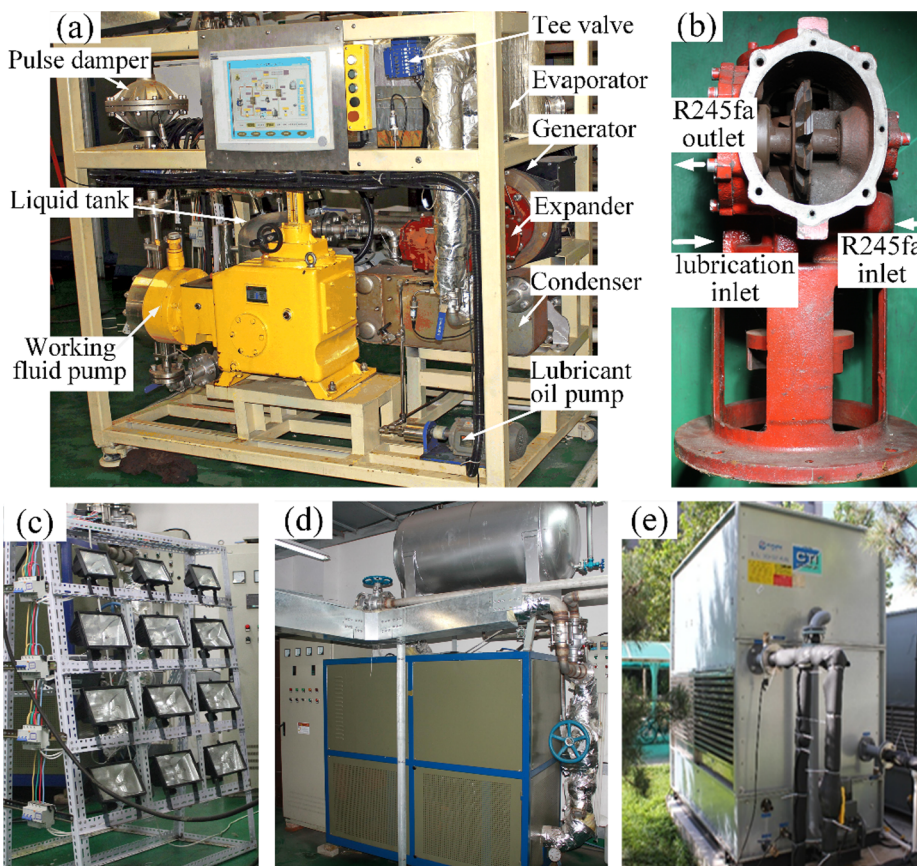 (a)
Pulse damper
Tee valve
Evaporator
Generator
Liquid tank
Expander
Condenser
Working
fluid pump
Lubricant
oil pump
(b)
R245fa
outlet
lubrication
inlet
R245fa
inlet
(c)
(d)
(e)
CTI